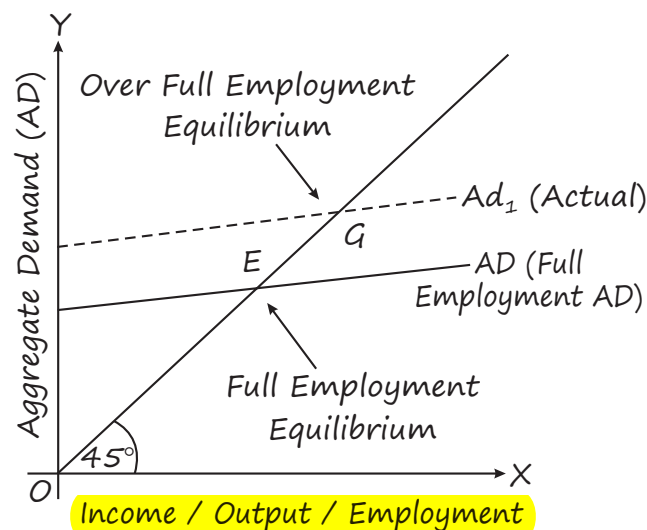 Y
Aggregate Demand (AD)
Over Full Employment
Equilibrium
Ad₁ (Actual)
G
E
AD (Full
Employment AD)
Full Employment
Equilibrium
45°
O
X
Income / Output / Employment